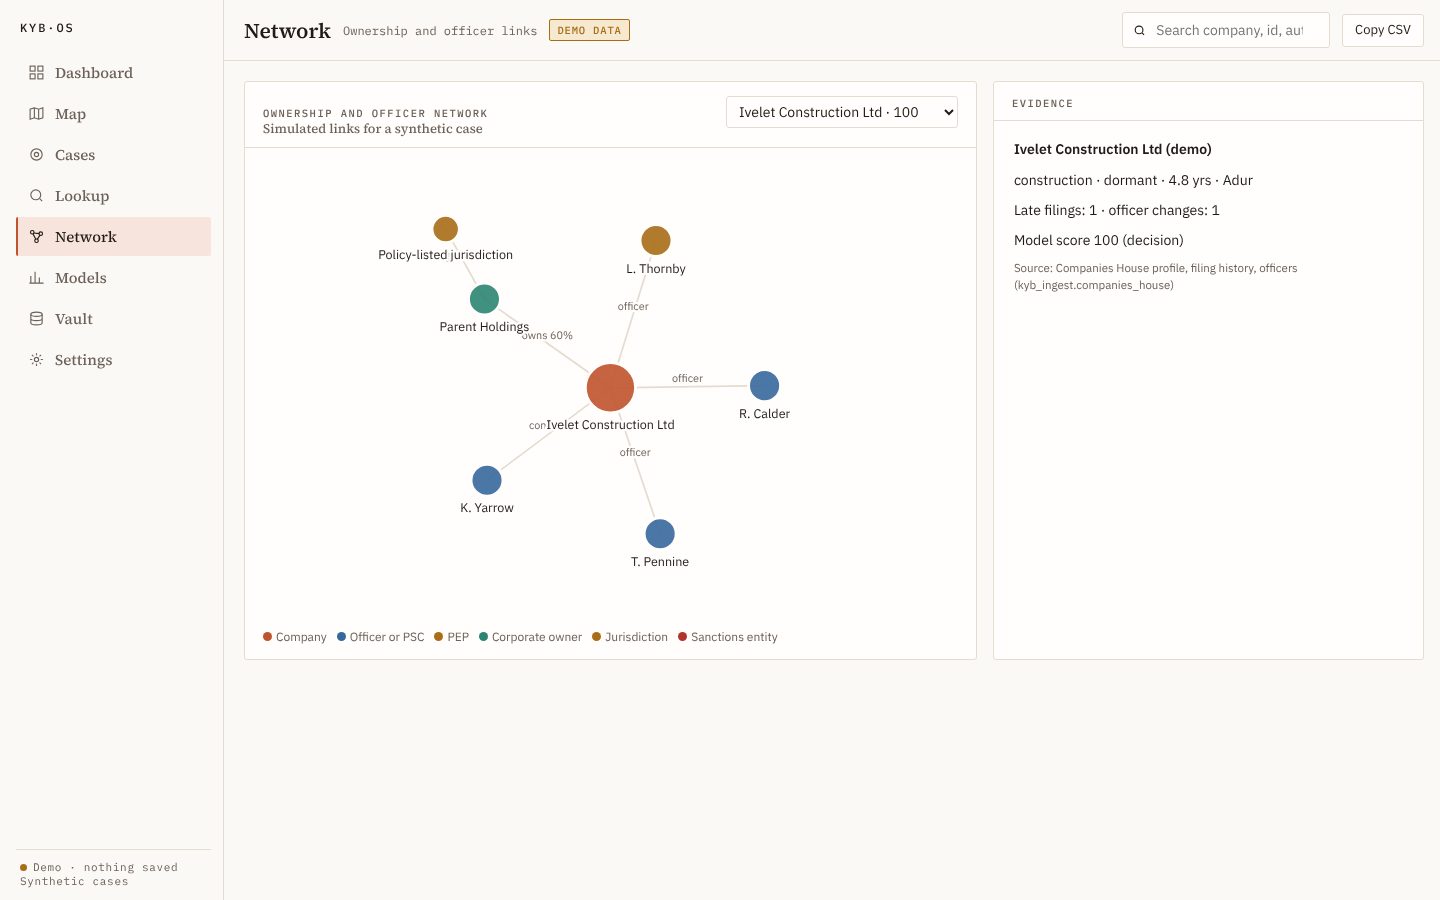 KYB·OS
Dashboard
Map
Cases
Lookup
Network
Models
Vault
Settings
Demo · nothing saved
Synthetic cases
Network
Ownership and officer links
DEMO DATA
Search company, id, aut
Copy CSV
OWNERSHIP AND OFFICER NETWORK
Simulated links for a synthetic case
Ivelet Construction Ltd · 100
Policy-listed jurisdiction
L. Thornby
officer
Parent Holdings
owns 60%
officer
R. Calder
Ivelet Construction Ltd
officer
K. Yarrow
T. Pennine
Company
Officer or PSC
PEP
Corporate owner
Jurisdiction
Sanctions entity
EVIDENCE
Ivelet Construction Ltd (demo)
construction · dormant · 4.8 yrs · Adur
Late filings: 1 · officer changes: 1
Model score 100 (decision)
Source: Companies House profile, filing history, officers
(kyb_ingest.companies_house)